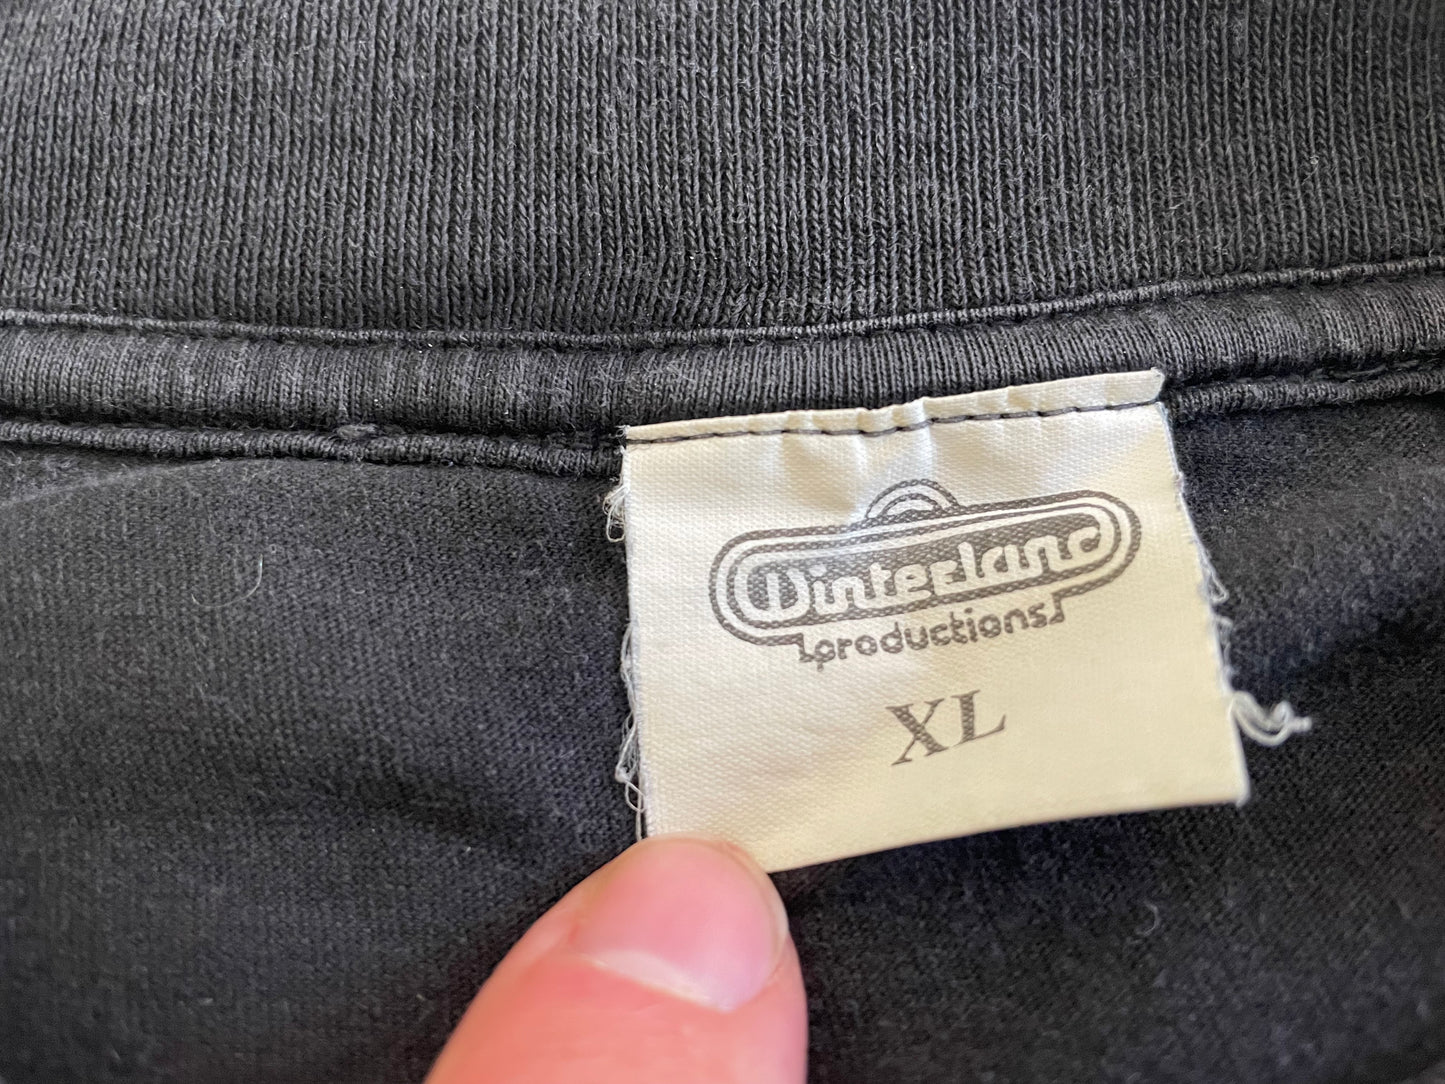 Winterland
productions
XL